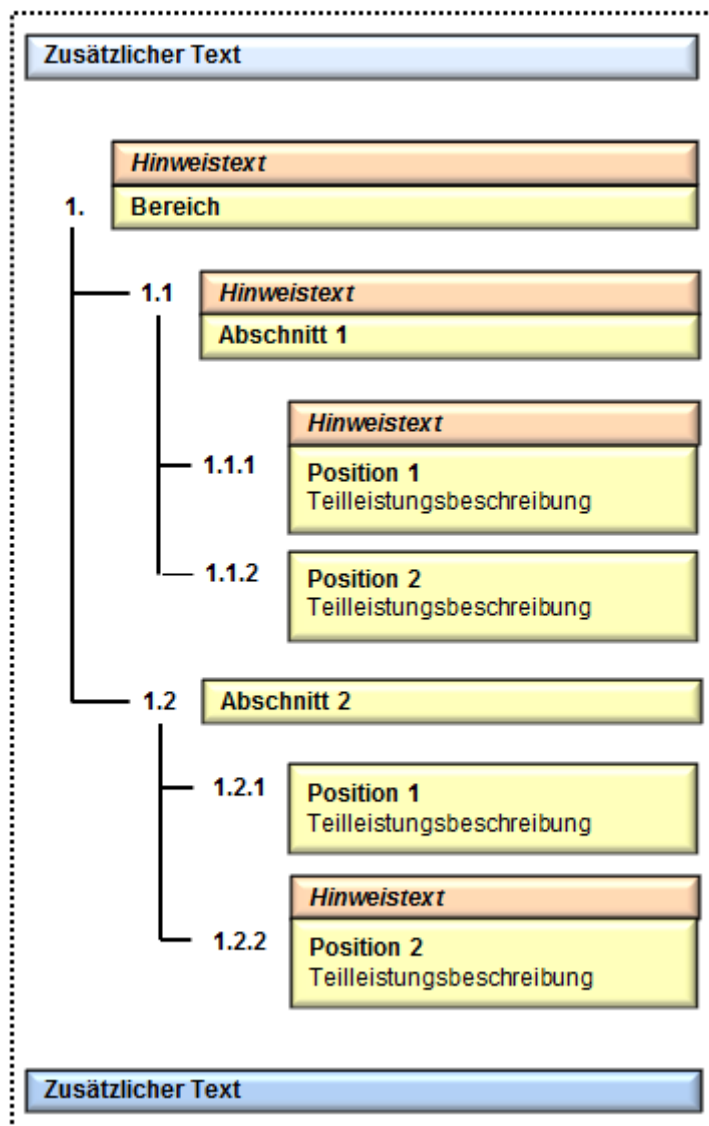 Zusätzlicher Text
Hinweistext
1. Bereich
1.1 Hinweistext
Abschnitt 1
Hinweistext
1.1.1 Position 1
Teilleistungsbeschreibung
1.1.2 Position 2
Teilleistungsbeschreibung
1.2 Abschnitt 2
1.2.1 Position 1
Teilleistungsbeschreibung
Hinweistext
1.2.2 Position 2
Teilleistungsbeschreibung
Zusätzlicher Text